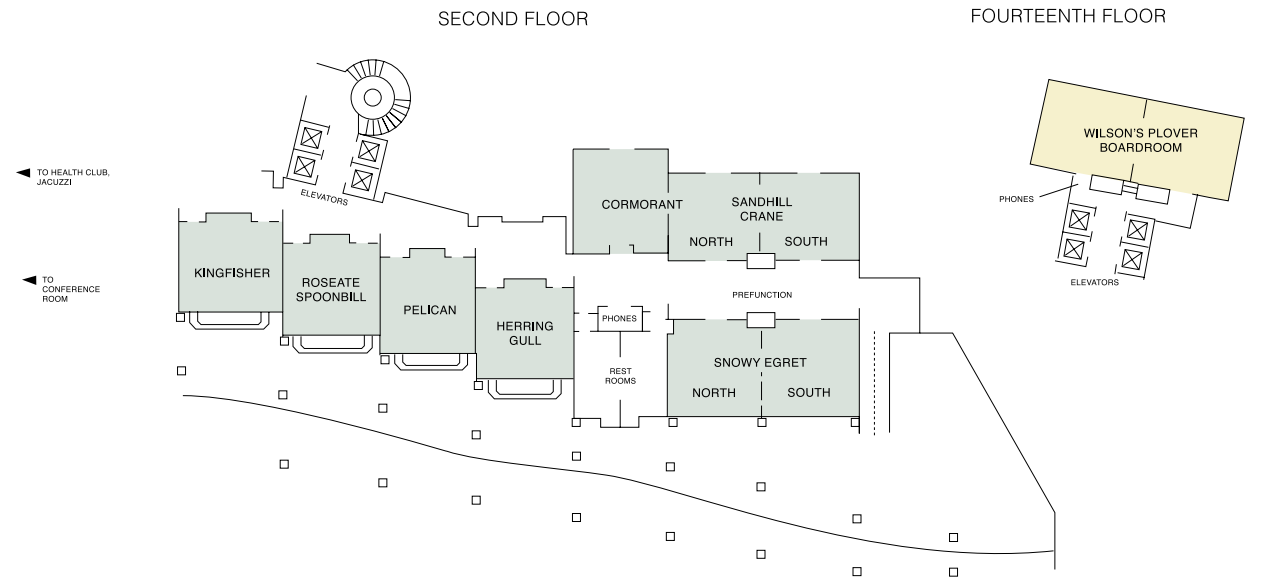 SECOND FLOOR
FOURTEENTH FLOOR
TO HEALTH CLUB,
JACUZZI
ELEVATORS
TO
CONFERENCE
ROOM
KINGFISHER
ROSEATE
SPOONBILL
PELICAN
HERRING
GULL
CORMORANT
SANDHILL
CRANE
NORTH
SOUTH
PREFUNCTION
PHONES
REST
ROOMS
SNOWY EGRET
NORTH
SOUTH
WILSON'S PLOVER
BOARDROOM
PHONES
ELEVATORS